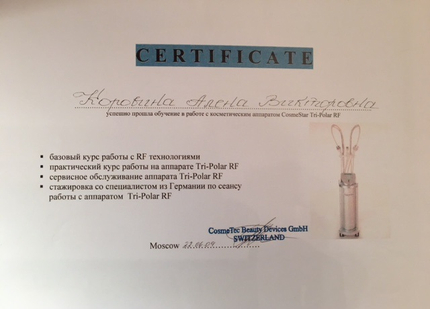 CERTIFICATE
Коровина Алена Викторовна
успешно прошла обучение в работе с косметическим аппаратом CosmeStar Tri-Polar RF
• базовый курс работы с RF технологиями
• практический курс работы на аппарате Tri-Polar RF
• сервисное обслуживание аппарата Tri-Polar RF
• стажировка со специалистом из Германии по сеансу
работы с аппаратом Tri-Polar RF
CosmeTec Beauty Devices GmbH
SWITZERLAND
Moscow